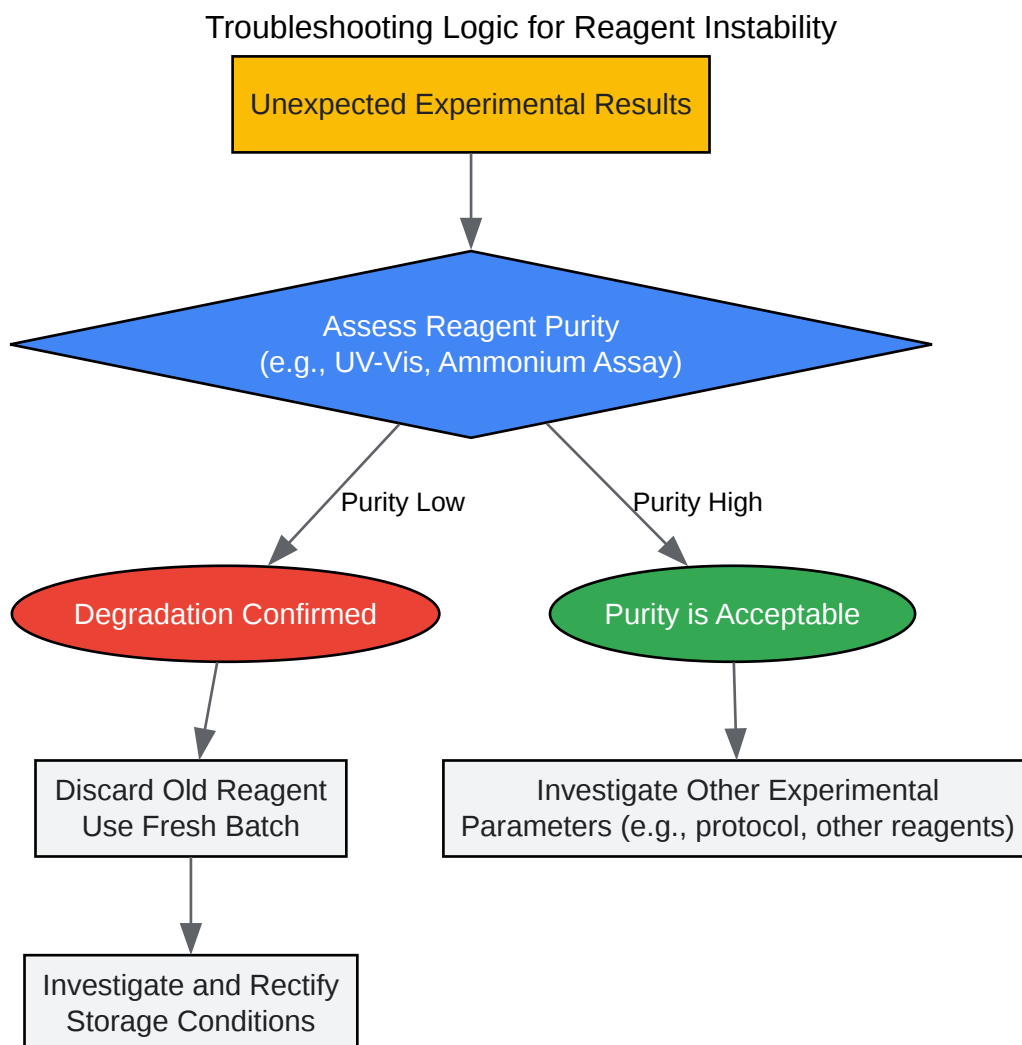 Troubleshooting Logic for Reagent Instability
Unexpected Experimental Results
Assess Reagent Purity
(e.g., UV-Vis, Ammonium Assay)
Purity Low
Purity High
Degradation Confirmed
Purity is Acceptable
Discard Old Reagent
Use Fresh Batch
Investigate Other Experimental
Parameters (e.g., protocol, other reagents)
Investigate and Rectify
Storage Conditions